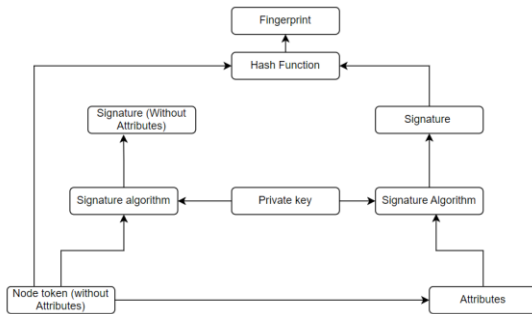 Fingerprint
Hash Function
Signature (Without
Attributes)
Signature
Signature algorithm
Private key
Signature Algorithm
Node token (without
Attributes)
Attributes